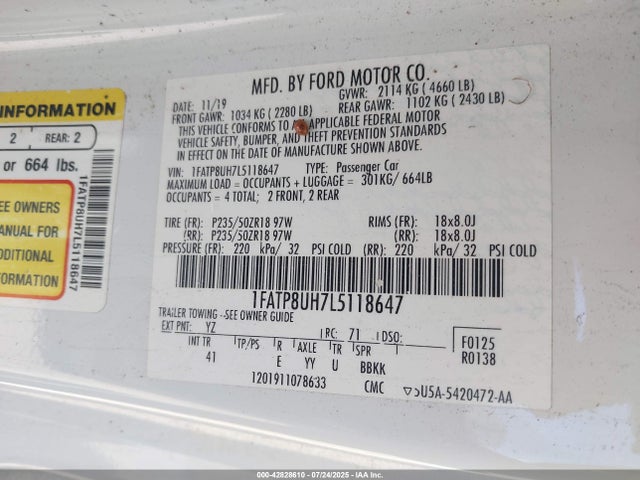 INFORMATION
2 REAR: 2
or 664 lbs.
EE OWNERS
MANUAL FOR
ADDITIONAL
INFORMATION
1FATP8UH7L5118647
MFD. BY FORD MOTOR CO.
DATE: 11/19 GVWR: 2114 KG ( 4660 LB)
FRONT GAWR: 1034 KG ( 2280 LB) REAR GAWR: 1102 KG ( 2430 LB)
THIS VEHICLE CONFORMS TO APPLICABLE FEDERAL MOTOR
VEHICLE SAFETY, BUMPER, AND THEFT PREVENTION STANDARDS
IN EFFECT ON THE DATE OF MANUFACTURE SHOWN ABOVE.
VIN: 1FATP8UH7L5118647 TYPE: Passenger Car
MAXIMUM LOAD = OCCUPANTS + LUGGAGE = 301KG/ 664LB
OCCUPANTS = 4 TOTAL; 2 FRONT, 2 REAR
TIRE (FR): P235/50ZR18 97W RIMS (FR): 18x8.0J
(RR): P235/50ZR18 97W (RR): 18x8.0J
PRESSURE (FR): 220 kPa/ 32 PSI COLD (RR): 220 kPa/ 32 PSI COLD
1FATP8UH7L5118647
TRAILER TOWING - SEE OWNER GUIDE
EXT PNT: YZ RC: 71 DSO: F0125
INT TR TP/PS R AXLE TR SPR R0138
41 E YY U BBKK
1201911078633 CMC U5A-5420472-AA
000-42828610 07/24/2025 IAAI.COM